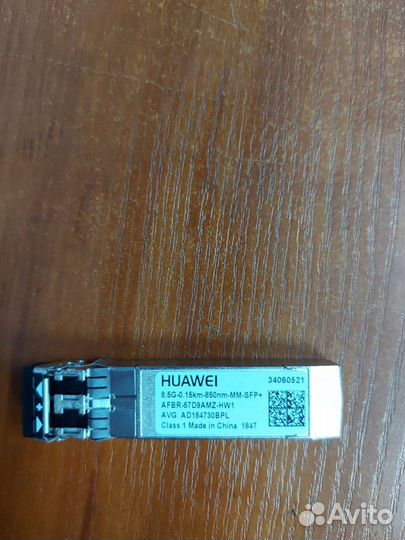 HUAWEI 34060521
8.5G-0.15km-850nm-MM-SFP+
AFBR-57D9AMZ-HW1
AVG AD184730BPL
Class 1 Made in China 1847
Avito